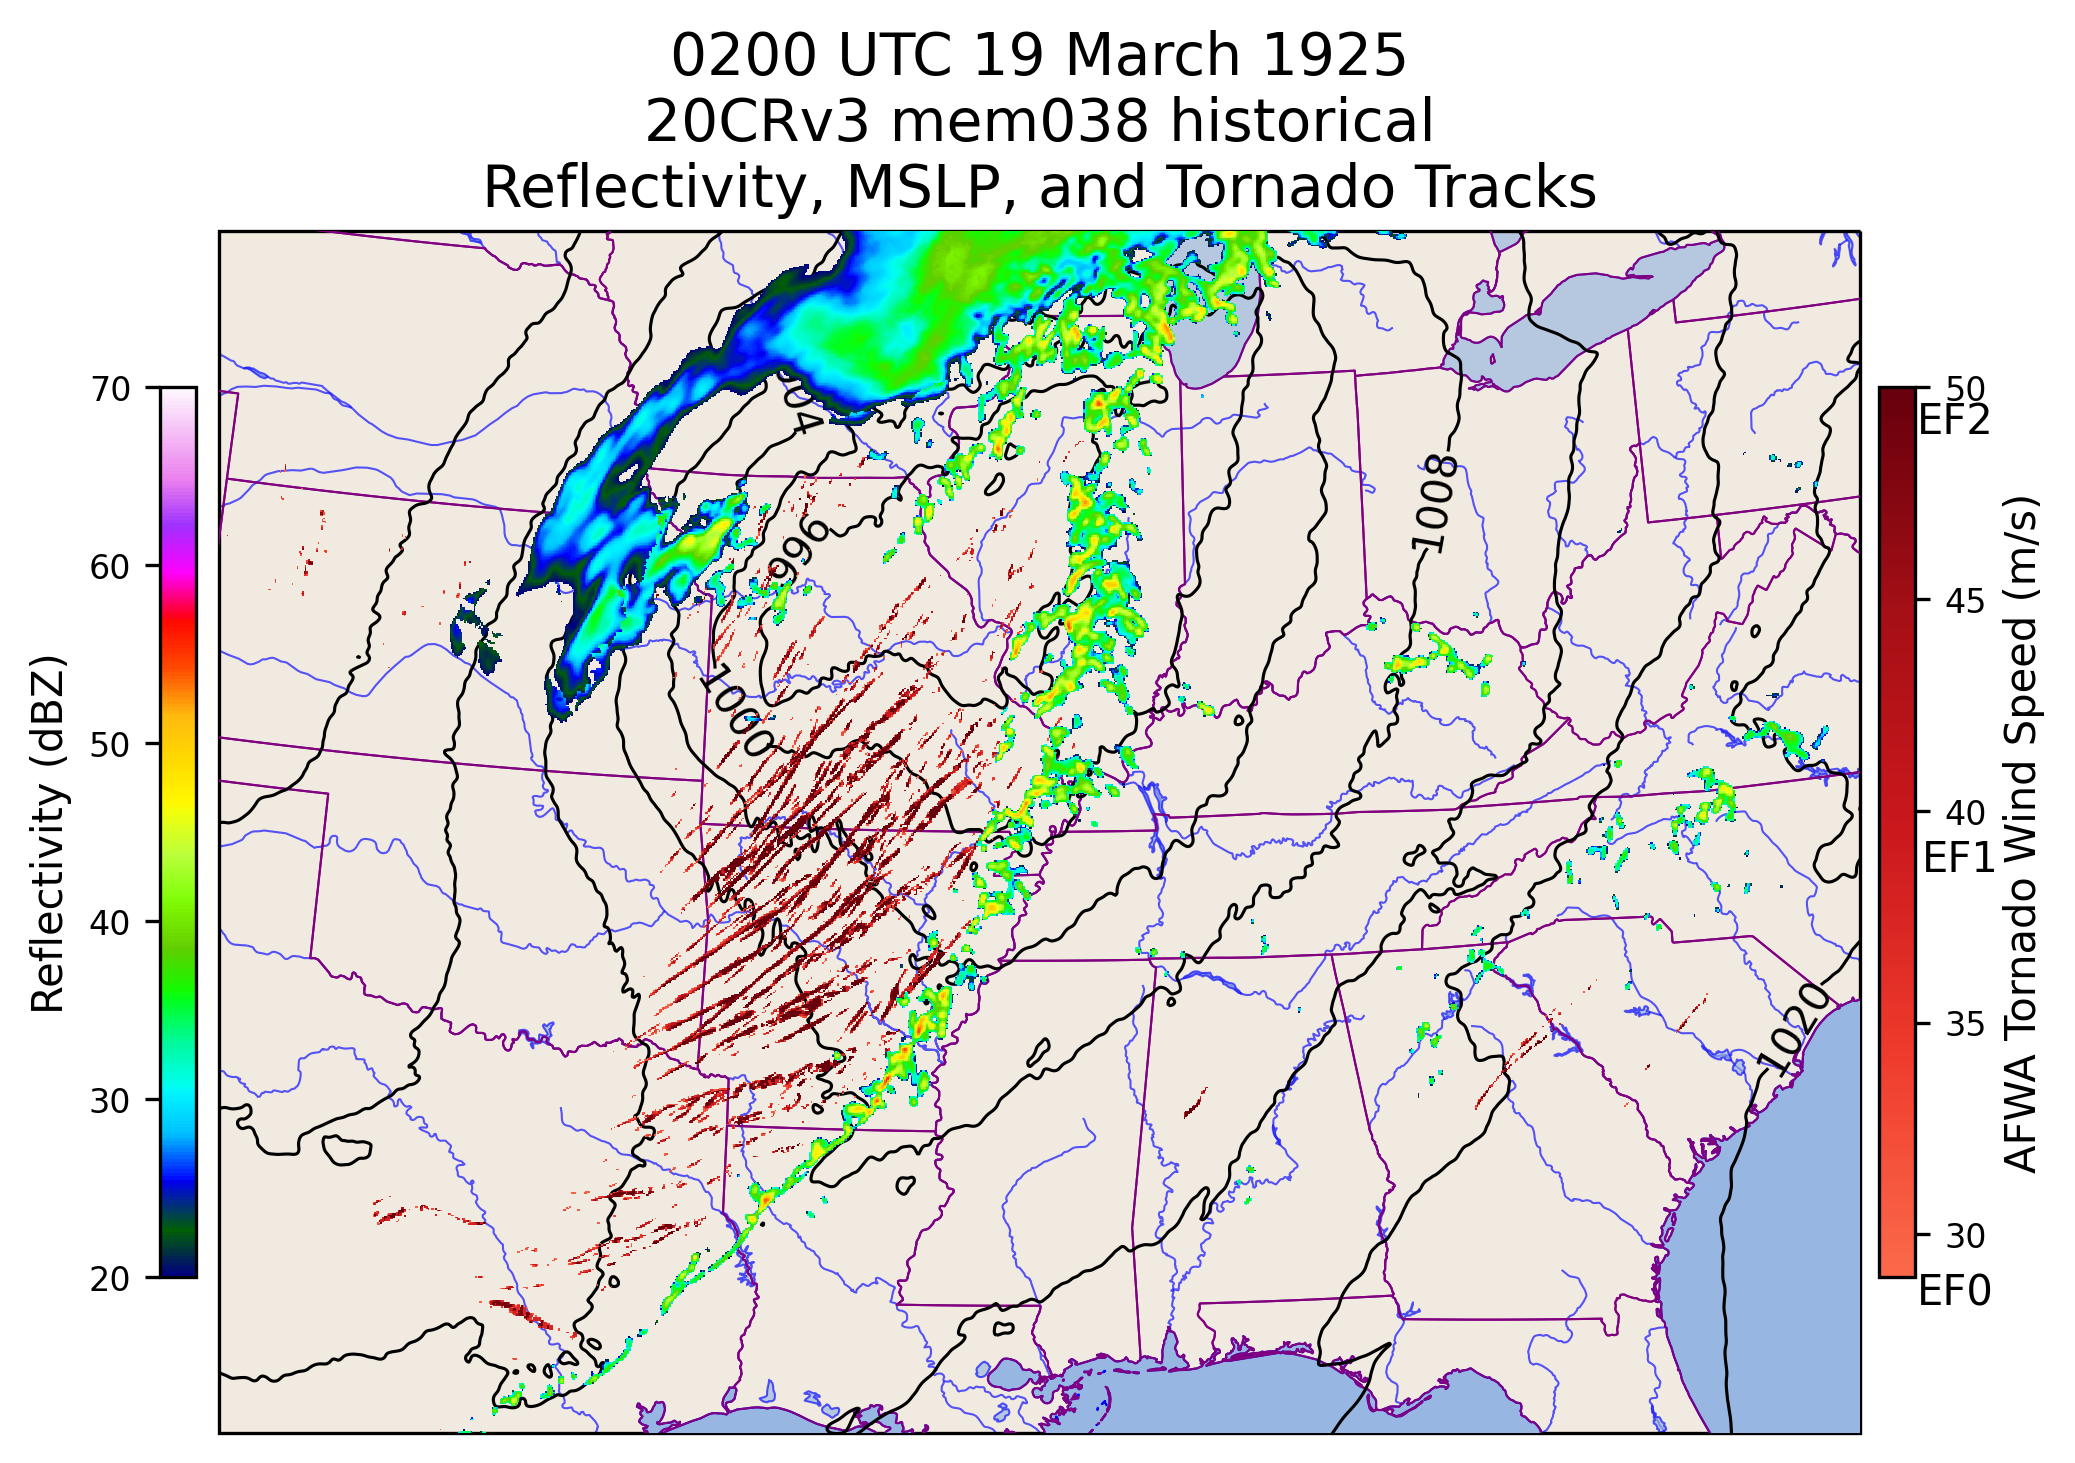 0200 UTC 19 March 1925
20CRv3 mem038 historical
Reflectivity, MSLP, and Tornado Tracks
70
60
50
40
30
20
Reflectivity (dBZ)
04
996
1000
1008
1020
50
EF2
45
40
EF1
35
30
EF0
AFWA Tornado Wind Speed (m/s)